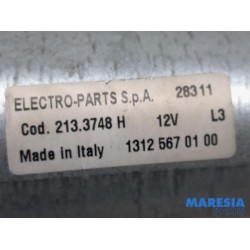 ELECTRO-PARTS S.p.A. 28311
Cod. 213.3748 H 12V L3
Made in Italy 1312 567 01 00
MARESIA